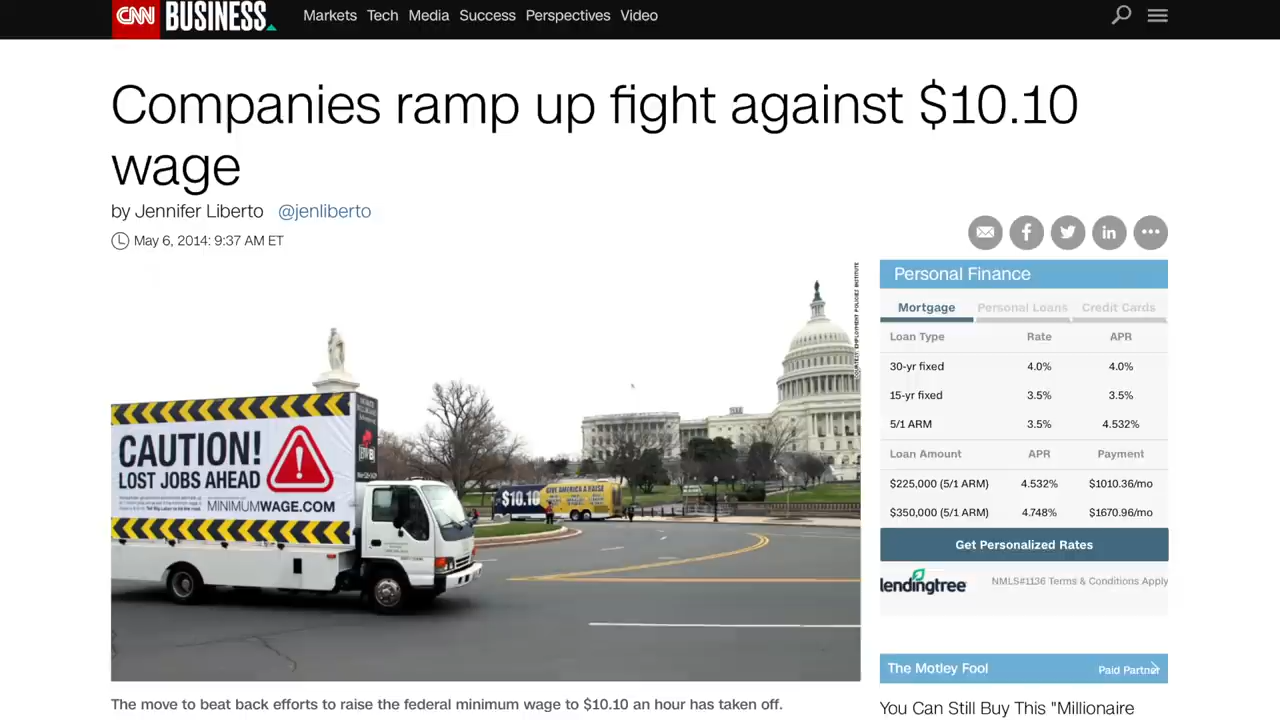 CNN BUSINESS
Markets Tech Media Success Perspectives Video
Companies ramp up fight against $10.10
wage
by Jennifer Liberto @jenliberto
May 6, 2014: 9:37 AM ET
COURTESY: EMPLOYMENT POLICIES INSTITUTE
CAUTION!
LOST JOBS AHEAD
MINIMUMWAGE.COM
$10.10
GIVE AMERICA A RAISE
The move to beat back efforts to raise the federal minimum wage to $10.10 an hour has taken off.
Personal Finance
Mortgage Personal Loans Credit Cards
Loan Type Rate APR
30-yr fixed 4.0% 4.0%
15-yr fixed 3.5% 3.5%
5/1 ARM 3.5% 4.532%
Loan Amount APR Payment
$225,000 (5/1 ARM) 4.532% $1010.36/mo
$350,000 (5/1 ARM) 4.748% $1670.96/mo
Get Personalized Rates
lendingtree NMLS#1136 Terms & Conditions Apply
The Motley Fool Paid Partner
You Can Still Buy This "Millionaire